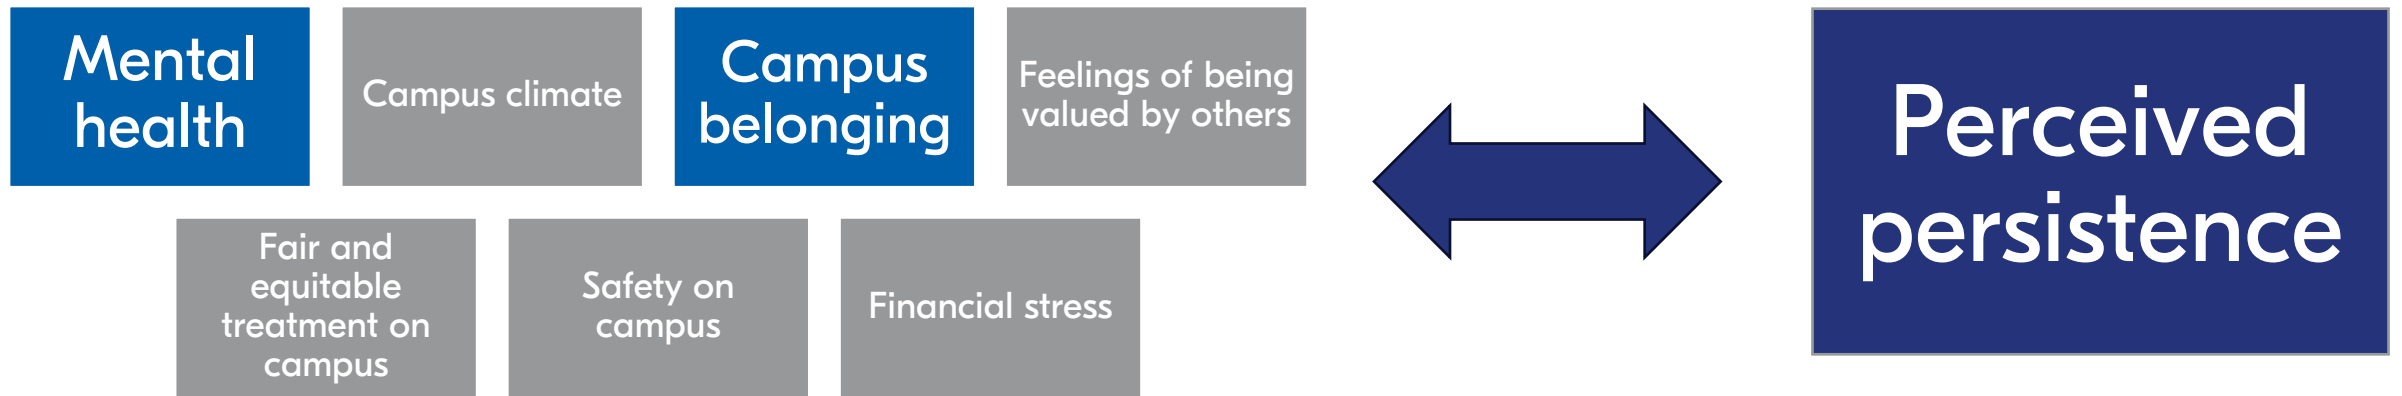 Mental
health
Campus climate
Campus
belonging
Feelings of being
valued by others
Fair and
equitable
treatment on
campus
Safety on
campus
Financial stress
Perceived
persistence